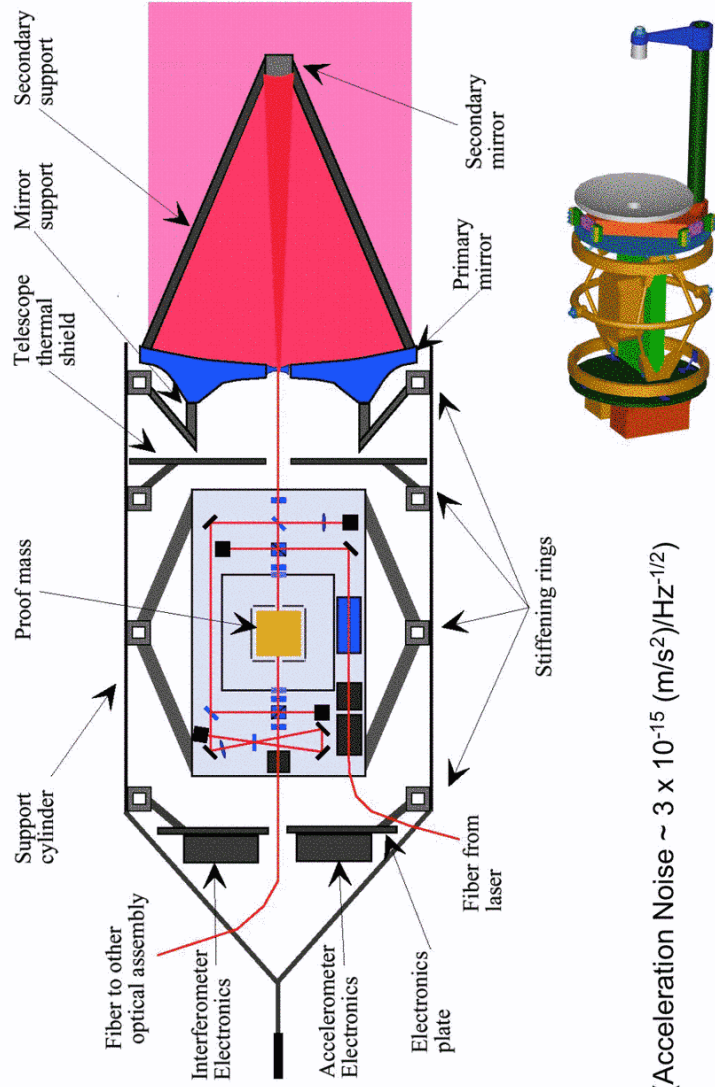 Support
cylinder
Proof mass
Telescope
thermal
shield
Mirror
support
Secondary
support
Fiber to other
optical assembly
Interferometer
Electronics
Accelerometer
Electronics
Electronics
plate
Fiber from
laser
Stiffening rings
Primary
mirror
Secondary
mirror
(Acceleration Noise ~ 3 x 10⁻¹⁵ (m/s²)/Hz⁻¹/²